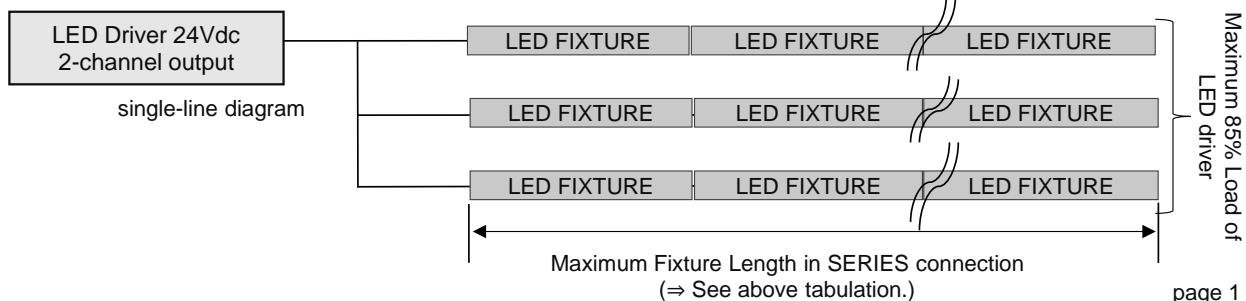 LED Driver 24Vdc
2-channel output
single-line diagram
LED FIXTURE LED FIXTURE LED FIXTURE
LED FIXTURE LED FIXTURE LED FIXTURE
LED FIXTURE LED FIXTURE LED FIXTURE
Maximum 85% Load of
LED driver
Maximum Fixture Length in SERIES connection
(⇒ See above tabulation.)
page 1